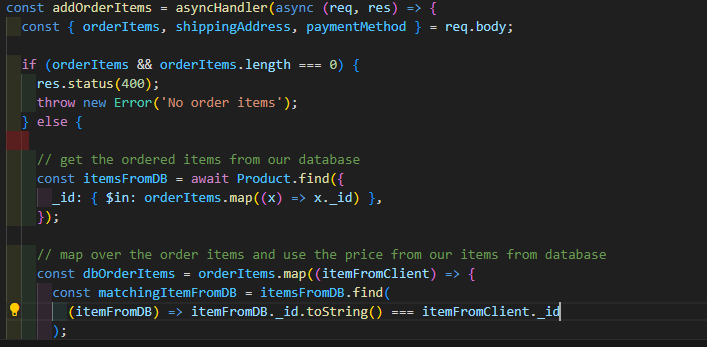 const addOrderItems = asyncHandler(async (req, res) => {
  const { orderItems, shippingAddress, paymentMethod } = req.body;
  if (orderItems && orderItems.length === 0) {
    res.status(400);
    throw new Error('No order items');
  } else {
    // get the ordered items from our database
    const itemsFromDB = await Product.find({
      _id: { $in: orderItems.map((x) => x._id) },
    });
    // map over the order items and use the price from our items from database
    const dbOrderItems = orderItems.map((itemFromClient) => {
      const matchingItemFromDB = itemsFromDB.find(
        (itemFromDB) => itemFromDB._id.toString() === itemFromClient._id
      );